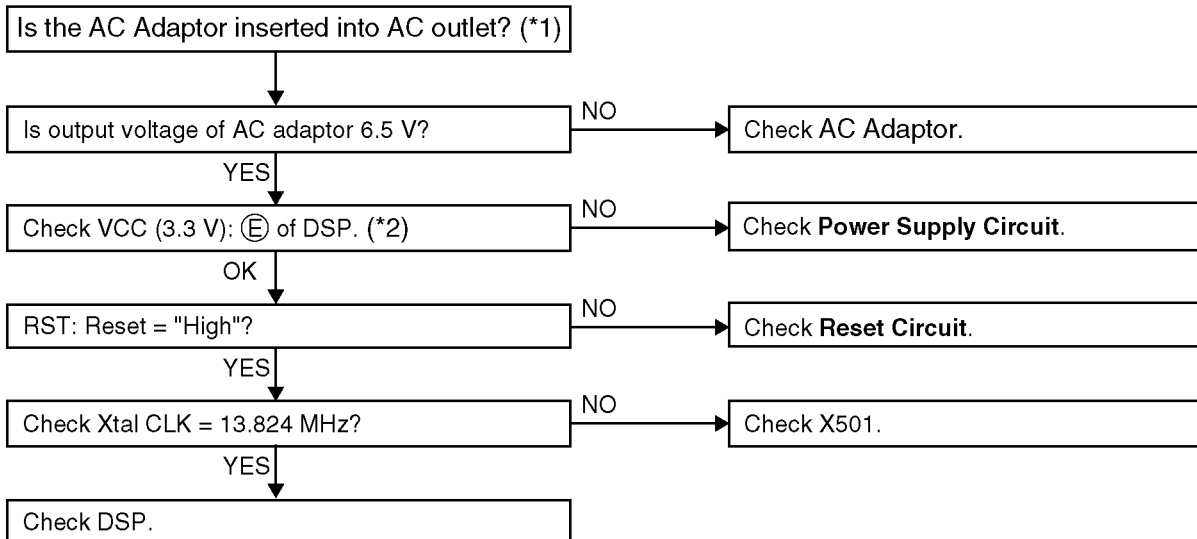 Is the AC Adaptor inserted into AC outlet? (*1)
NO
Is output voltage of AC adaptor 6.5 V?
Check AC Adaptor.
YES
NO
Check VCC (3.3 V): Ⓔ of DSP. (*2)
Check Power Supply Circuit.
OK
NO
RST: Reset = "High"?
Check Reset Circuit.
YES
NO
Check Xtal CLK = 13.824 MHz?
Check X501.
YES
Check DSP.